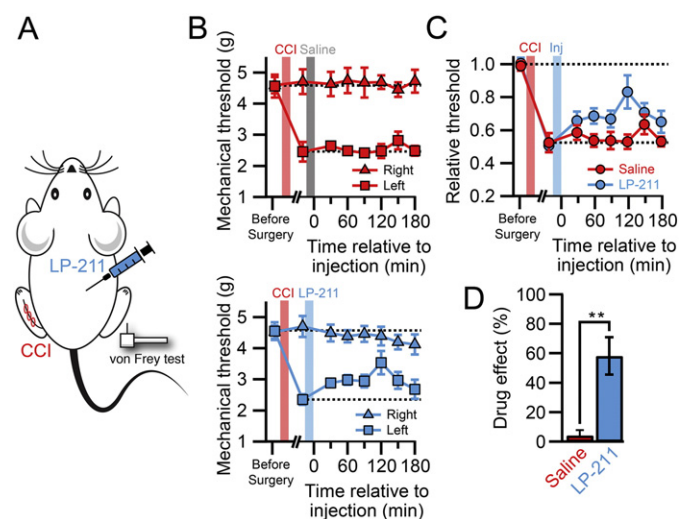 A
LP-211
CCI
von Frey test
B
CCI Saline
Mechanical threshold (g)
5
4
3
2
1
Right
Left
Before
Surgery
0 60 120 180
Time relative to
injection (min)
CCI LP-211
Mechanical threshold (g)
5
4
3
2
1
Right
Left
Before
Surgery
0 60 120 180
Time relative to
injection (min)
C
CCI Inj
Relative threshold
1.0
0.8
0.6
0.4
0.2
Saline
LP-211
Before
Surgery
0 60 120 180
Time relative to
injection (min)
D
Drug effect (%)
100
80
60
40
20
0
**
Saline
LP-211